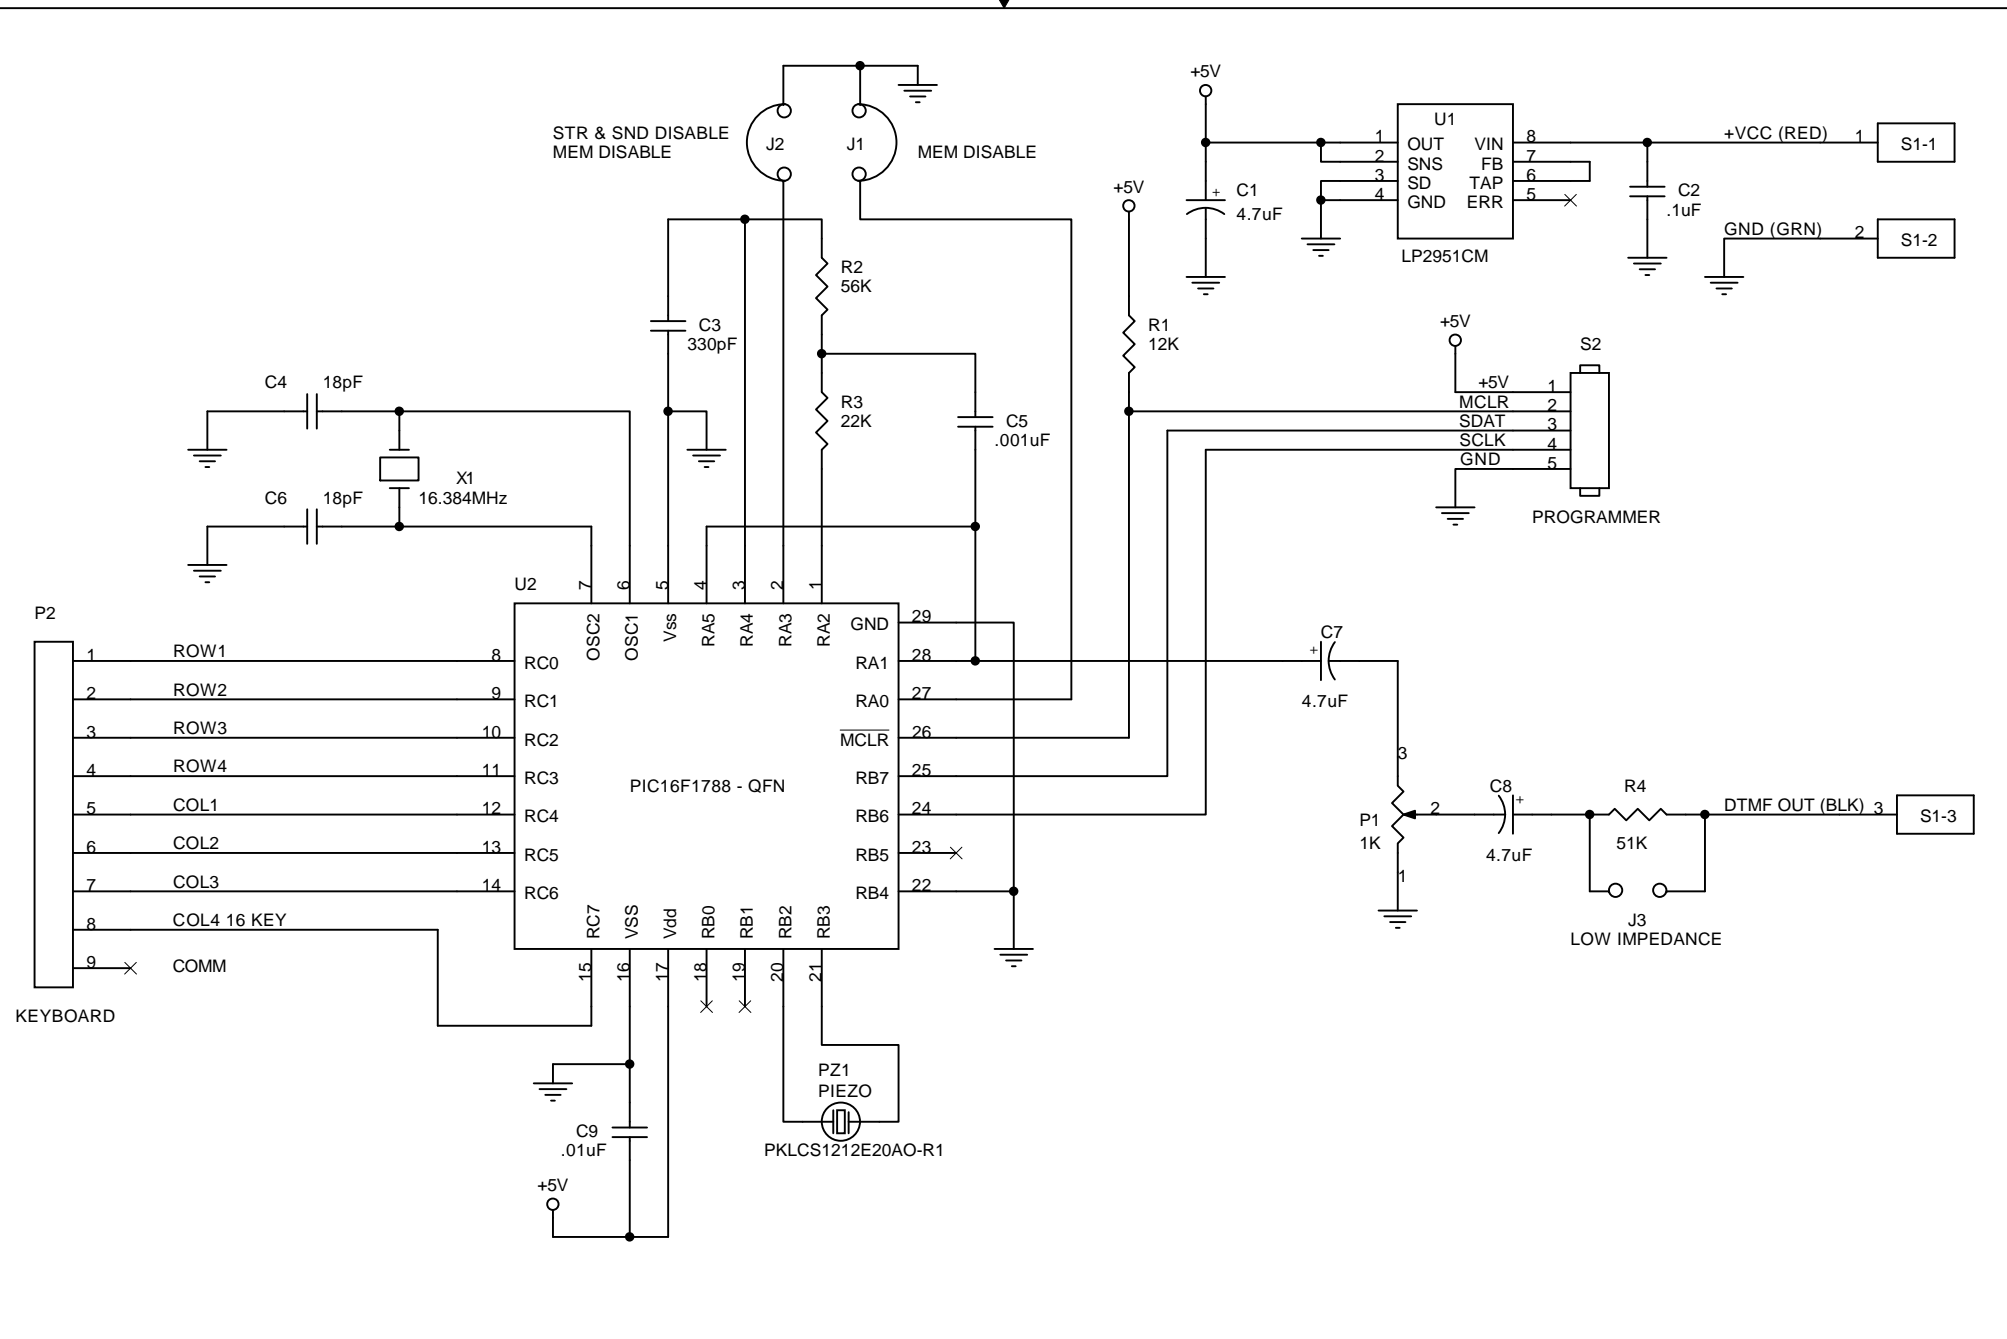 STR & SND DISABLE
MEM DISABLE
J2
J1
MEM DISABLE
+5V
C1
4.7uF
+
U1
1 OUT VIN 8
2 SNS FB 7
3 SD TAP 6
4 GND ERR 5
LP2951CM
C2
.1uF
+VCC (RED) 1 S1-1
GND (GRN) 2 S1-2
+5V
R1
12K
R2
56K
C3
330pF
R3
22K
C5
.001uF
C4 18pF
X1
16.384MHz
C6 18pF
+5V
S2
+5V 1
MCLR 2
SDAT 3
SCLK 4
GND 5
PROGRAMMER
U2
7 6 5 4 3 2 1
OSC2 OSC1 Vss RA5 RA4 RA3 RA2
P2
1 ROW1 8 RC0
2 ROW2 9 RC1
3 ROW3 10 RC2
4 ROW4 11 RC3
5 COL1 12 RC4
6 COL2 13 RC5
7 COL3 14 RC6
8 COL4 16 KEY
9 COMM
KEYBOARD
PIC16F1788 - QFN
GND 29
RA1 28
RA0 27
MCLR 26
RB7 25
RB6 24
RB5 23
RB4 22
RC7 VSS Vdd RB0 RB1 RB2 RB3
15 16 17 18 19 20 21
C7
+
4.7uF
3
P1
1K
2
1
C8
+
4.7uF
R4
51K
DTMF OUT (BLK) 3 S1-3
J3
LOW IMPEDANCE
C9
.01uF
+5V
PZ1
PIEZO
PKLCS1212E20AO-R1